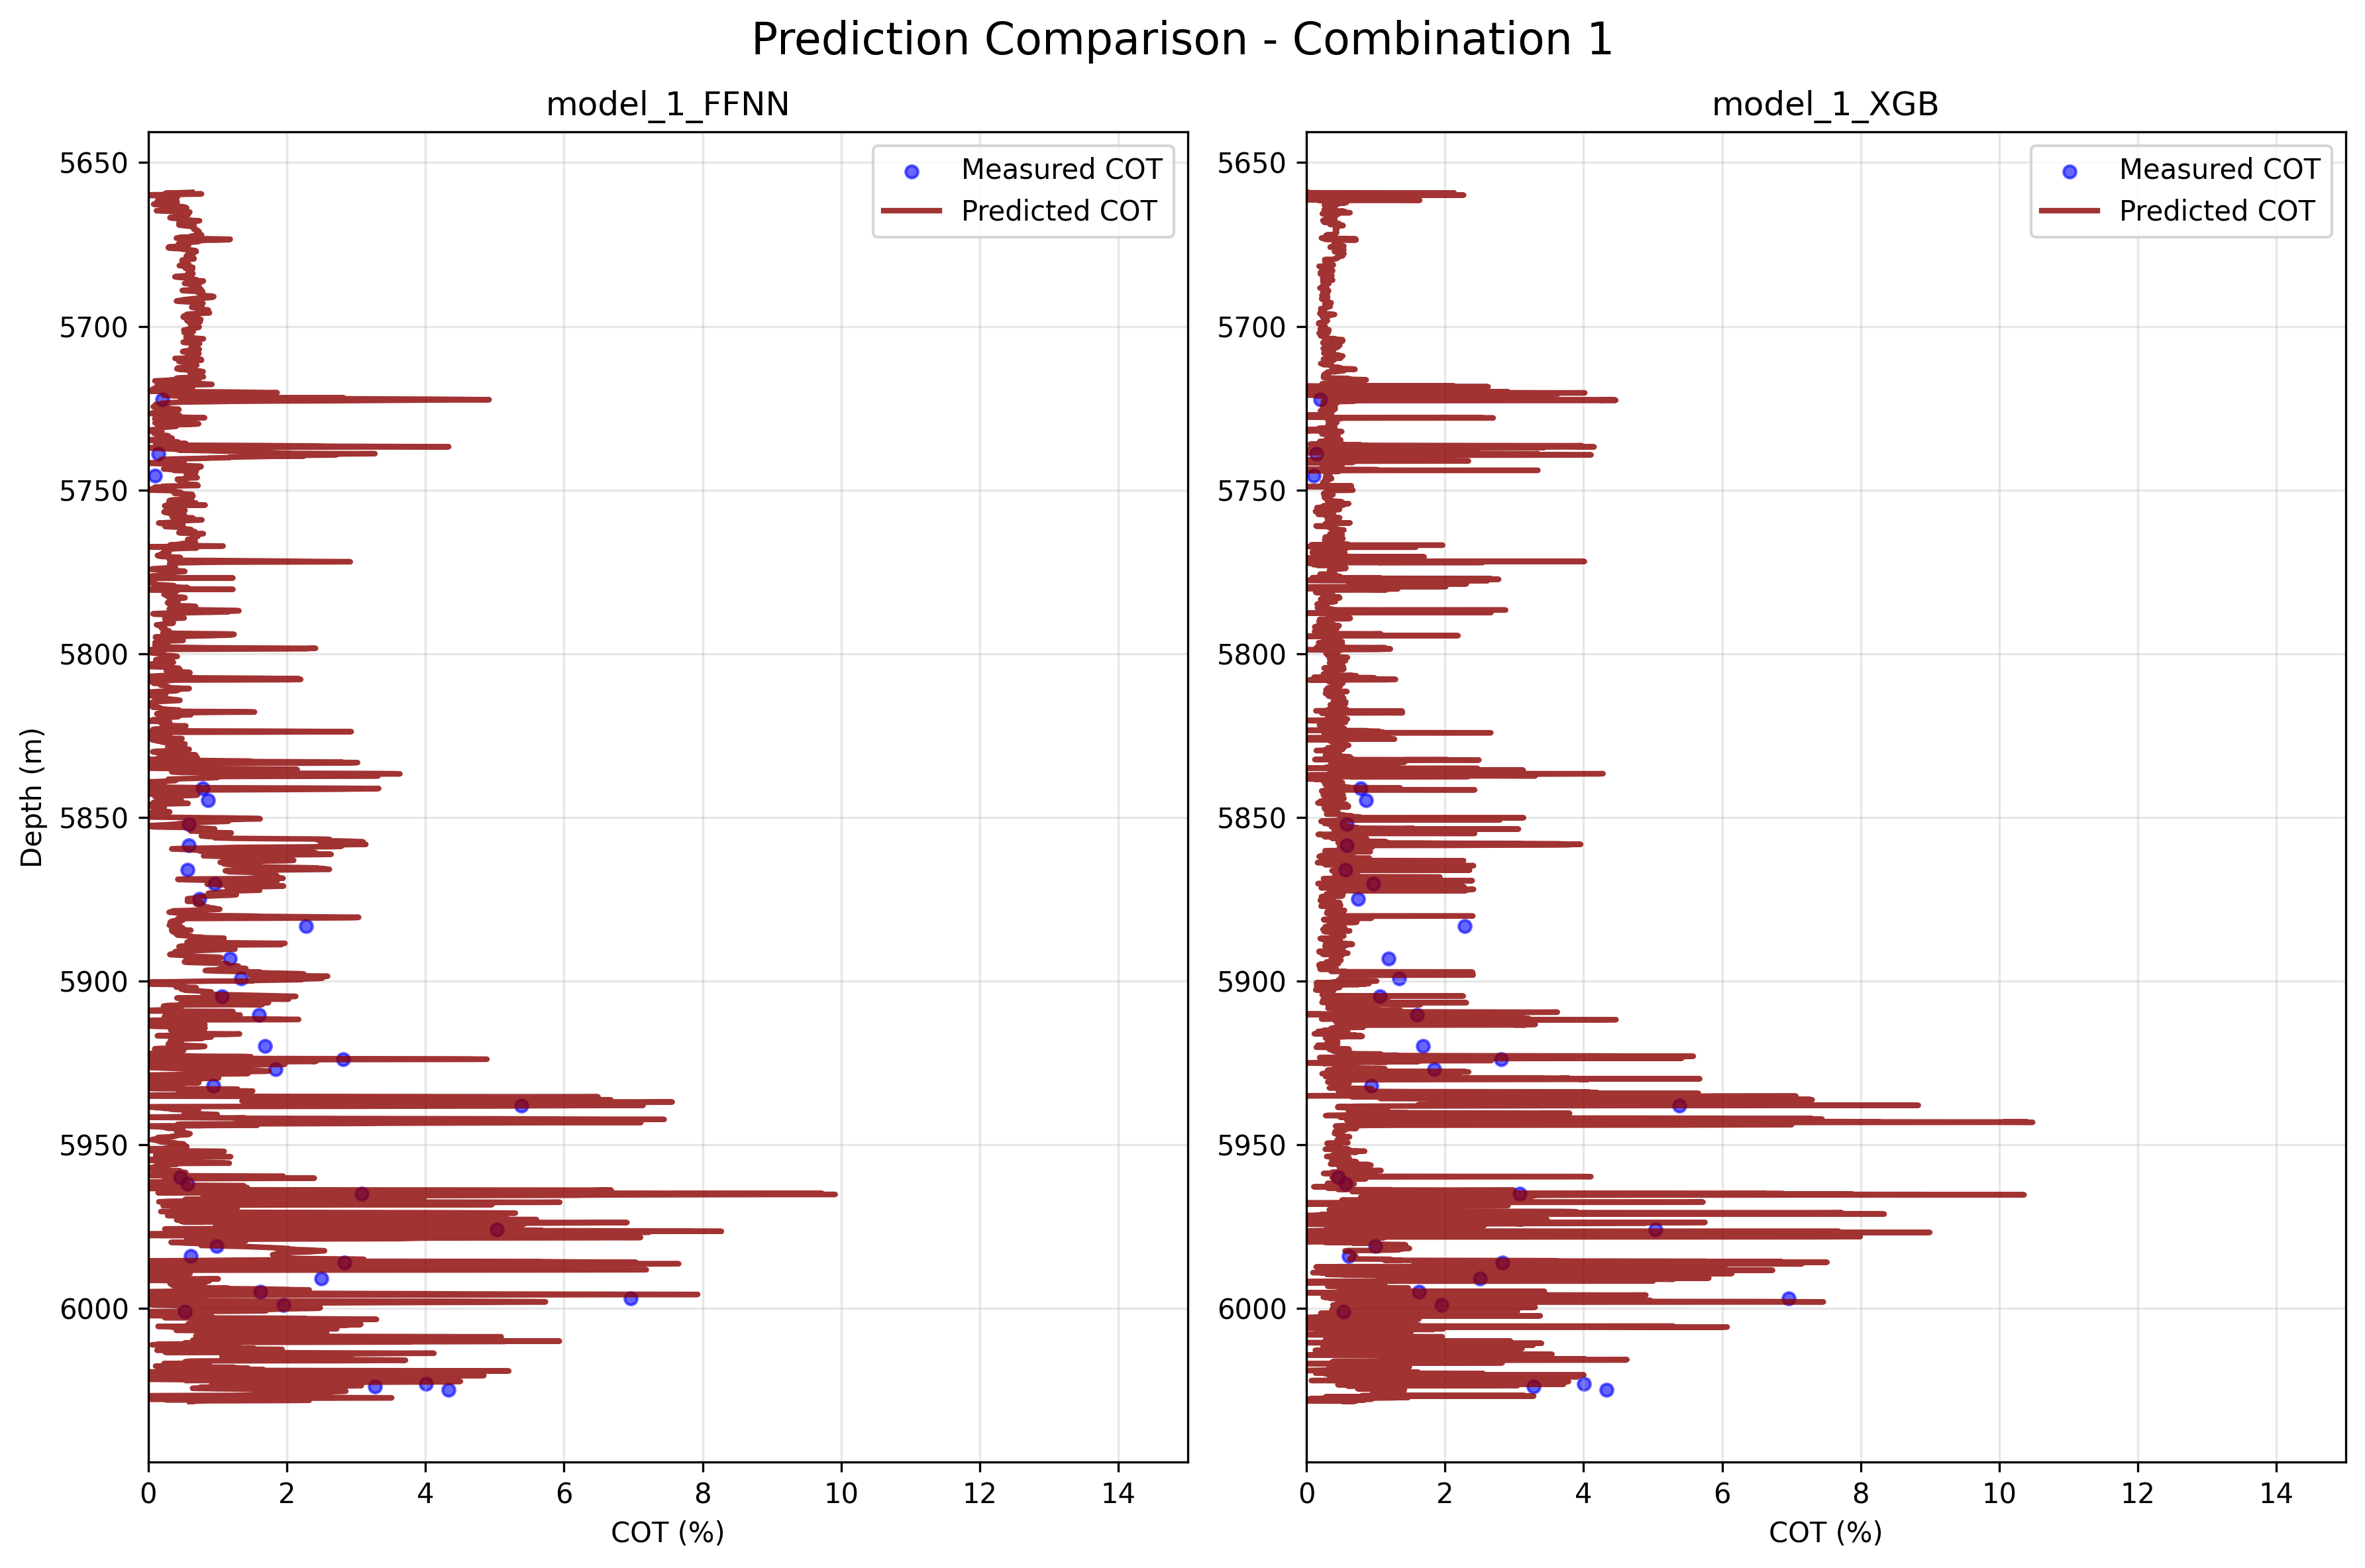 Prediction Comparison - Combination 1
model_1_FFNN
Measured COT
Predicted COT
5650
5700
5750
5800
5850
5900
5950
6000
Depth (m)
0 2 4 6 8 10 12 14
COT (%)
model_1_XGB
Measured COT
Predicted COT
5650
5700
5750
5800
5850
5900
5950
6000
0 2 4 6 8 10 12 14
COT (%)